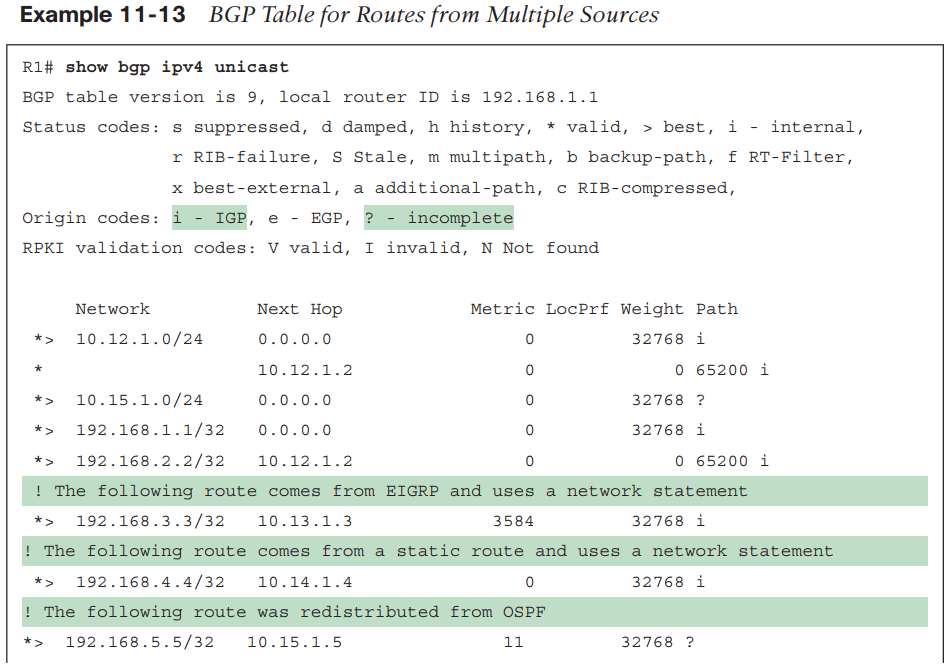 Example 11-13 BGP Table for Routes from Multiple Sources
R1# show bgp ipv4 unicast
BGP table version is 9, local router ID is 192.168.1.1
Status codes: s suppressed, d damped, h history, * valid, > best, i - internal,
r RIB-failure, S Stale, m multipath, b backup-path, f RT-Filter,
x best-external, a additional-path, c RIB-compressed,
Origin codes: i - IGP, e - EGP, ? - incomplete
RPKI validation codes: V valid, I invalid, N Not found
Network Next Hop Metric LocPrf Weight Path
*> 10.12.1.0/24 0.0.0.0 0 32768 i
* 10.12.1.2 0 0 65200 i
*> 10.15.1.0/24 0.0.0.0 0 32768 ?
*> 192.168.1.1/32 0.0.0.0 0 32768 i
*> 192.168.2.2/32 10.12.1.2 0 0 65200 i
! The following route comes from EIGRP and uses a network statement
*> 192.168.3.3/32 10.13.1.3 3584 32768 i
! The following route comes from a static route and uses a network statement
*> 192.168.4.4/32 10.14.1.4 0 32768 i
! The following route was redistributed from OSPF
*> 192.168.5.5/32 10.15.1.5 11 32768 ?